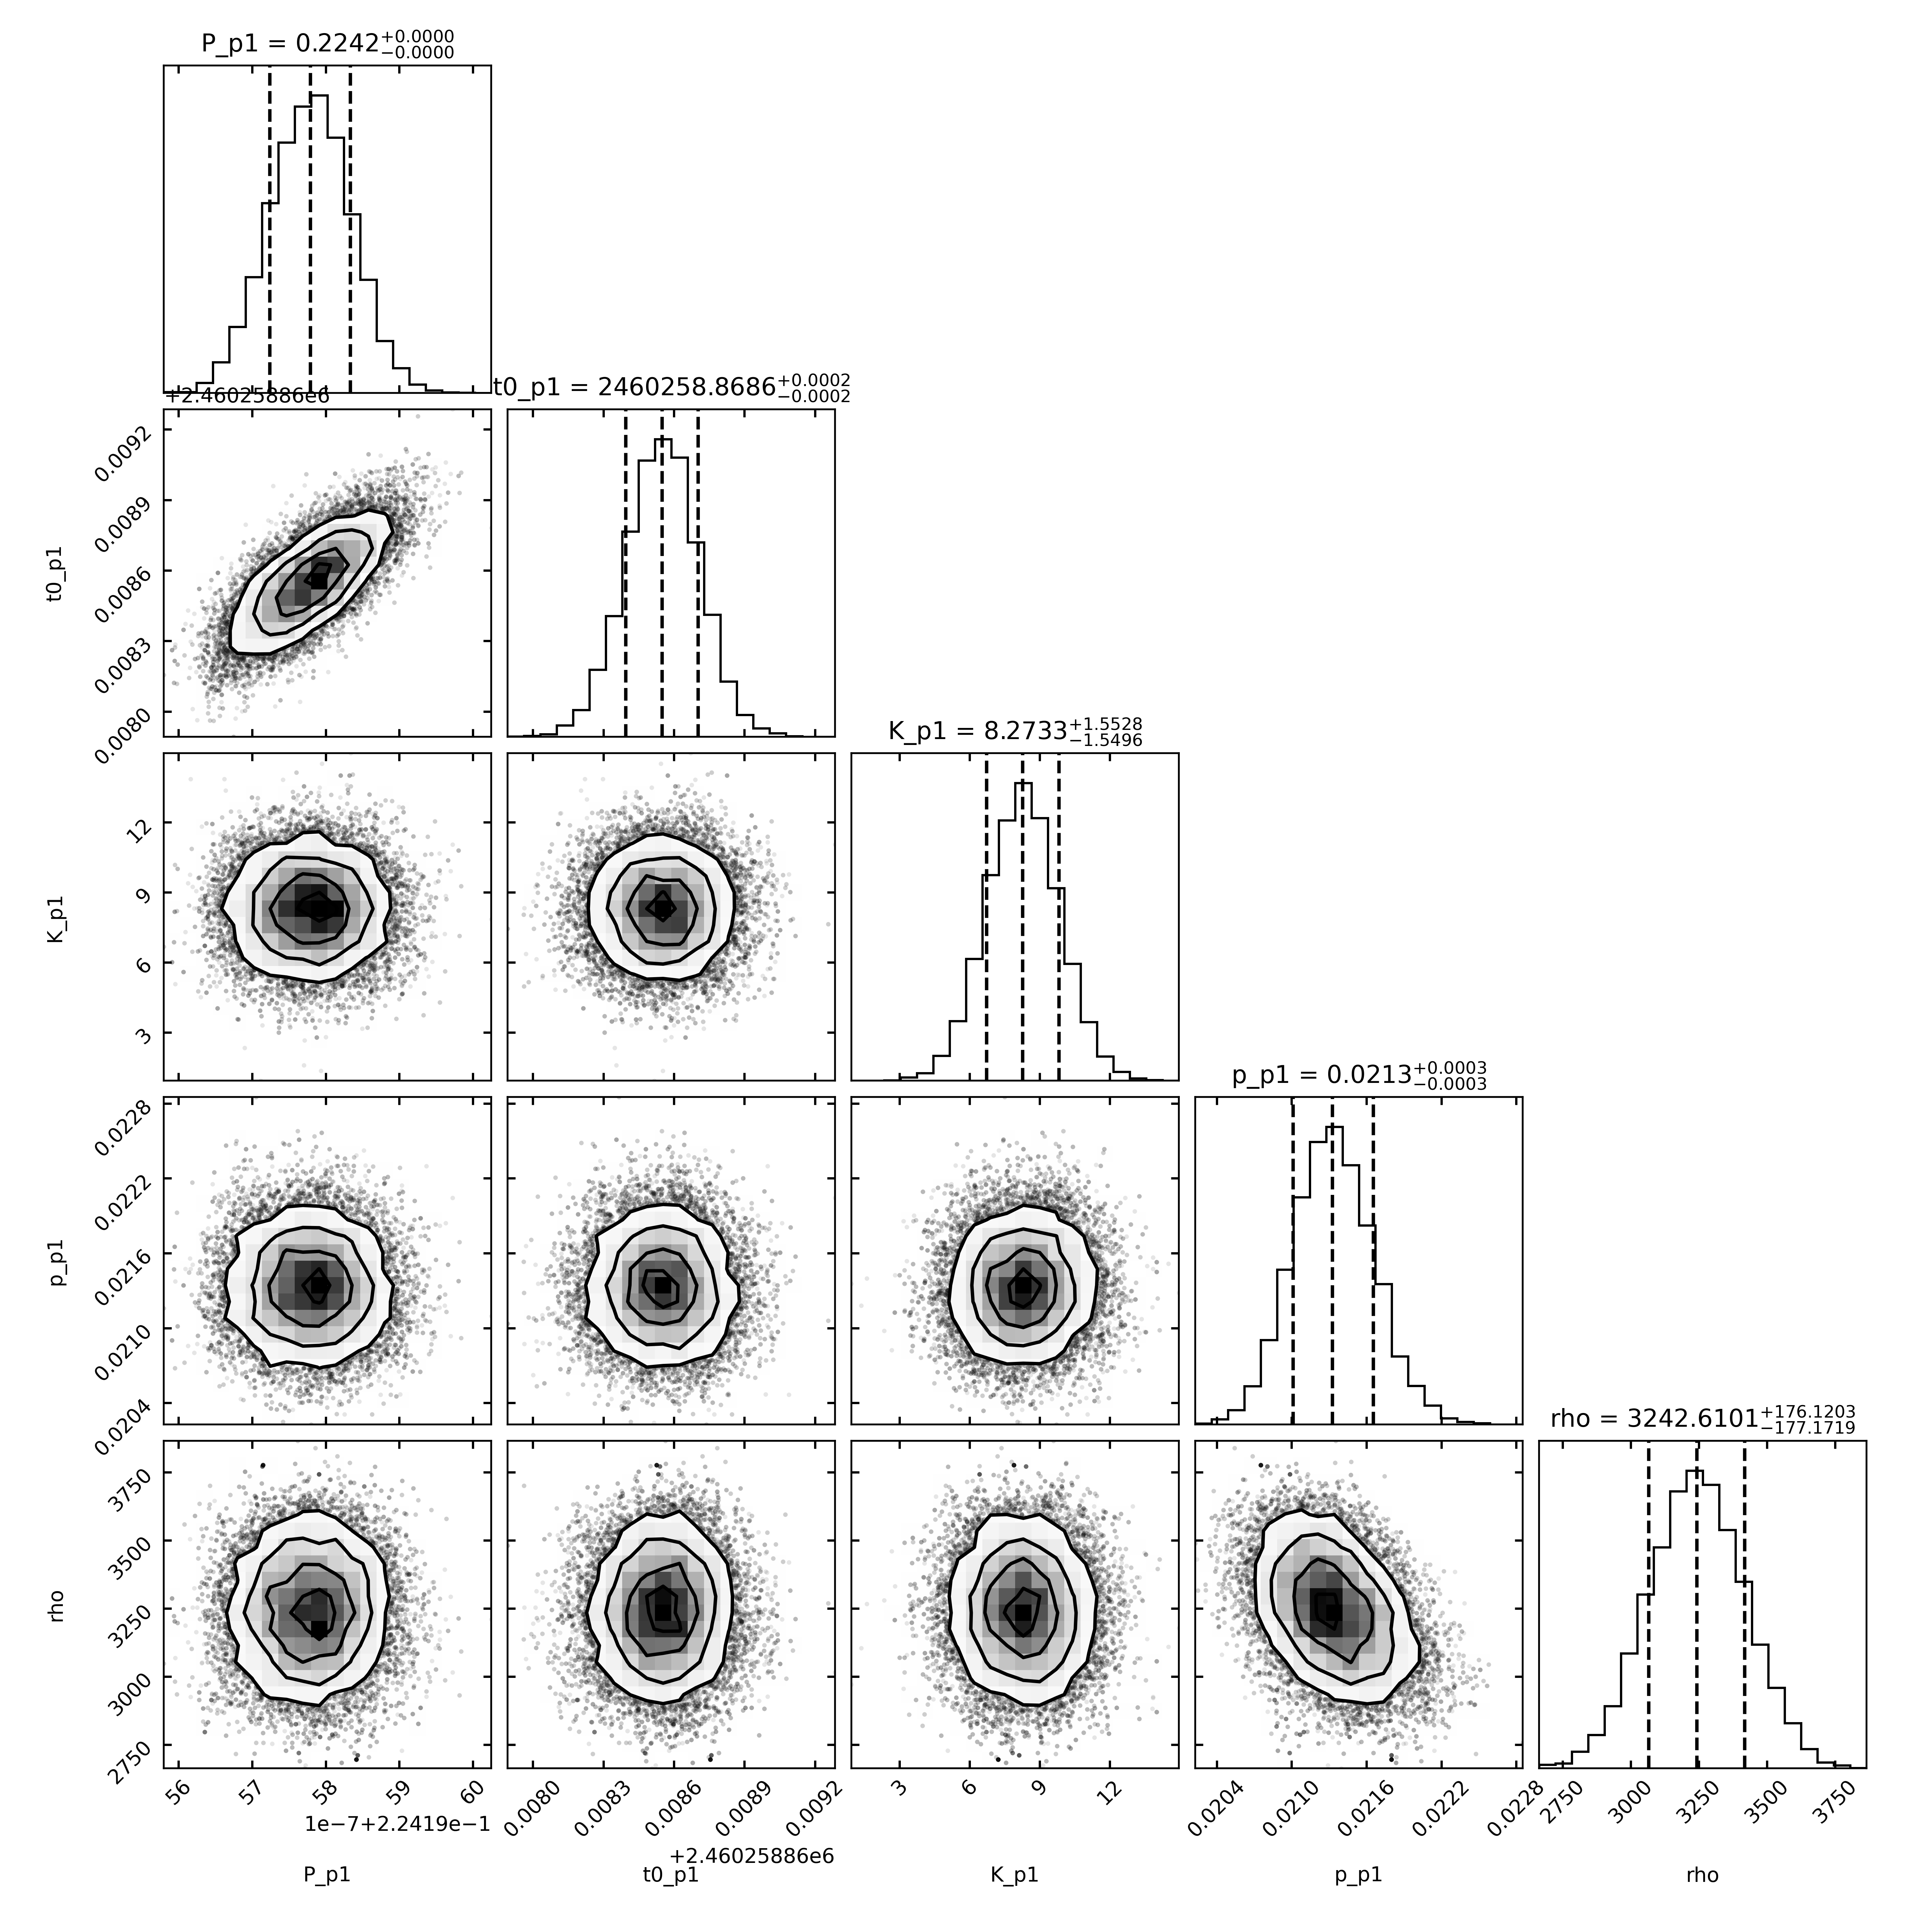 P_p1 = 0.2242+0.0000−0.0000
+2.46025886e6
t0_p1 = 2460258.8686+0.0002−0.0002
0.0092
0.0089
0.0086
0.0083
0.0080
t0_p1
K_p1 = 8.2733+1.5528−1.5496
12
9
6
3
K_p1
p_p1 = 0.0213+0.0003−0.0003
0.0228
0.0222
0.0216
0.0210
0.0204
p_p1
rho = 3242.6101+176.1203−177.1719
3750
3500
3250
3000
2750
rho
56 57 58 59 60
1e−7+2.2419e−1
P_p1
0.0080 0.0083 0.0086 0.0089 0.0092
+2.46025886e6
t0_p1
3 6 9 12
K_p1
0.0204 0.0210 0.0216 0.0222 0.0228
p_p1
2750 3000 3250 3500 3750
rho